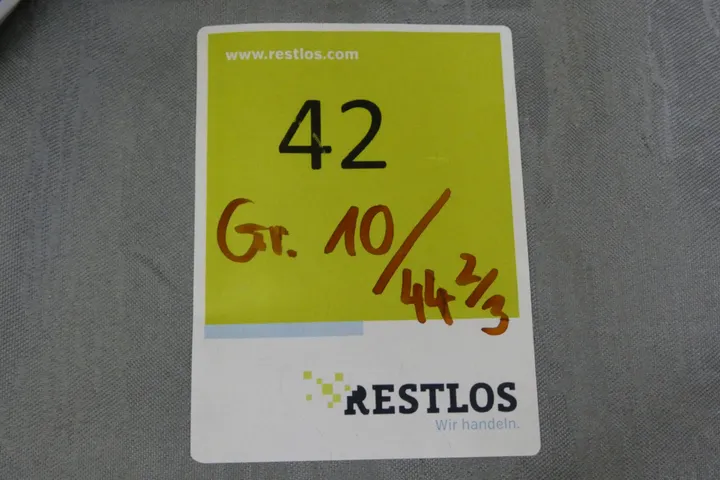 www.restlos.com
42
Gr. 10/44 2/3
RESTLOS
Wir handeln.